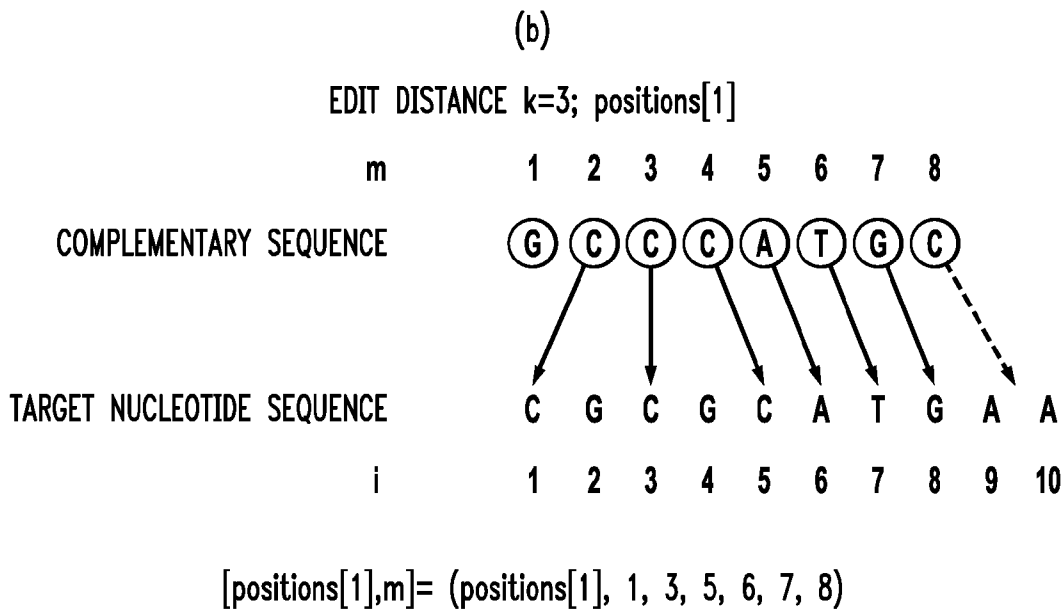 (b)
EDIT DISTANCE k=3; positions[1]
m 1 2 3 4 5 6 7 8
COMPLEMENTARY SEQUENCE G C C C A T G C
TARGET NUCLEOTIDE SEQUENCE C G C G C A T G A A
i 1 2 3 4 5 6 7 8 9 10
[positions[1],m]= (positions[1], 1, 3, 5, 6, 7, 8)